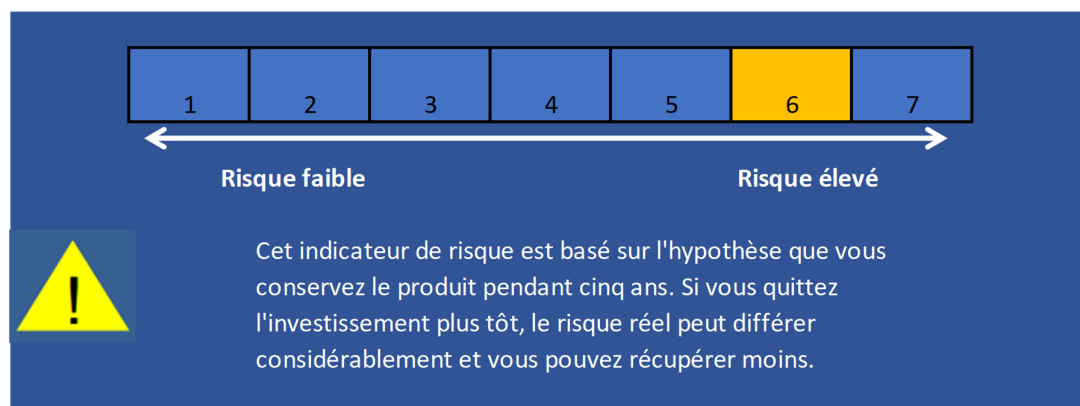 1 2 3 4 5 6 7
Risque faible Risque élevé
Cet indicateur de risque est basé sur l'hypothèse que vous
conservez le produit pendant cinq ans. Si vous quittez
l'investissement plus tôt, le risque réel peut différer
considérablement et vous pouvez récupérer moins.
!